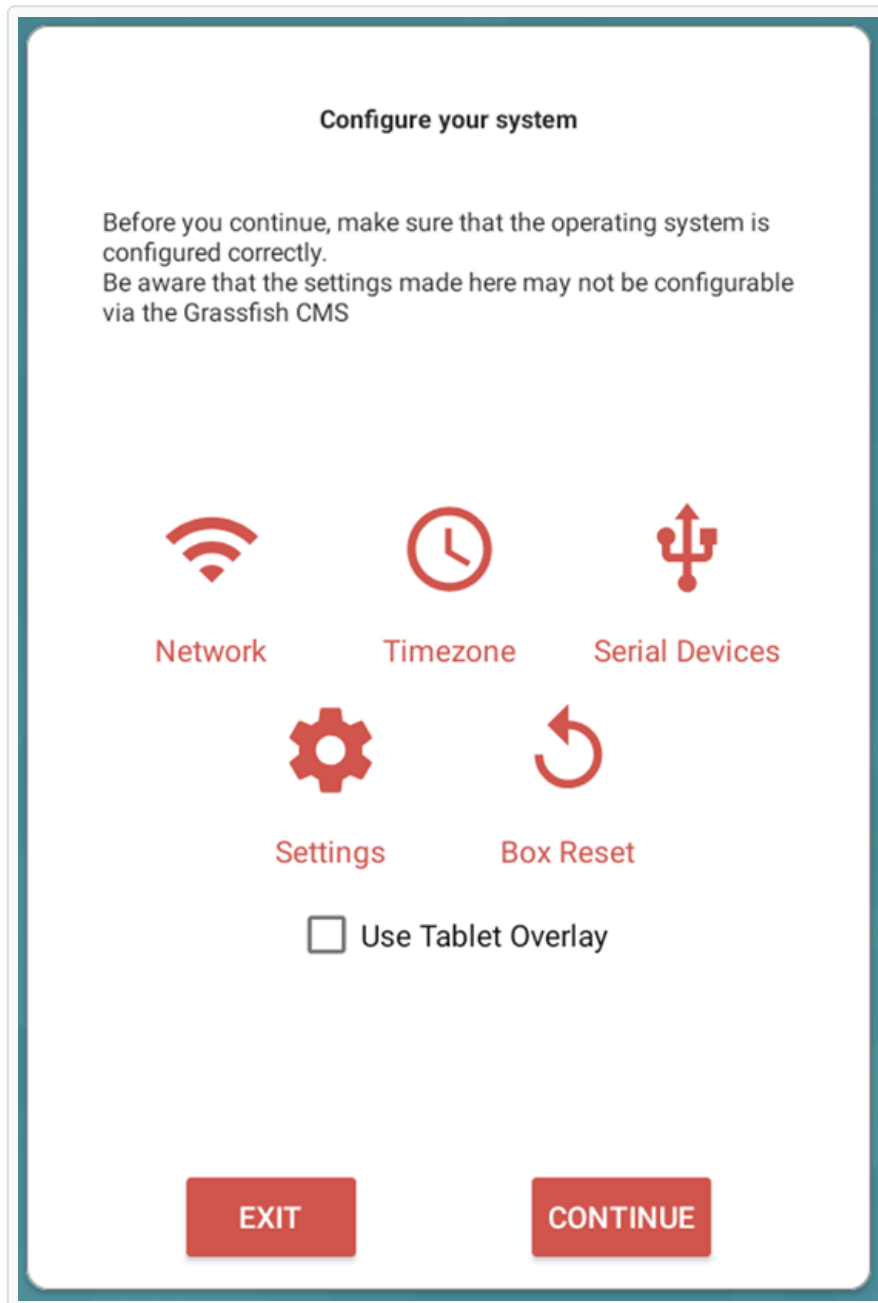 Configure your system
Before you continue, make sure that the operating system is
configured correctly.
Be aware that the settings made here may not be configurable
via the Grassfish CMS
Network
Timezone
Serial Devices
Settings
Box Reset
Use Tablet Overlay
EXIT
CONTINUE